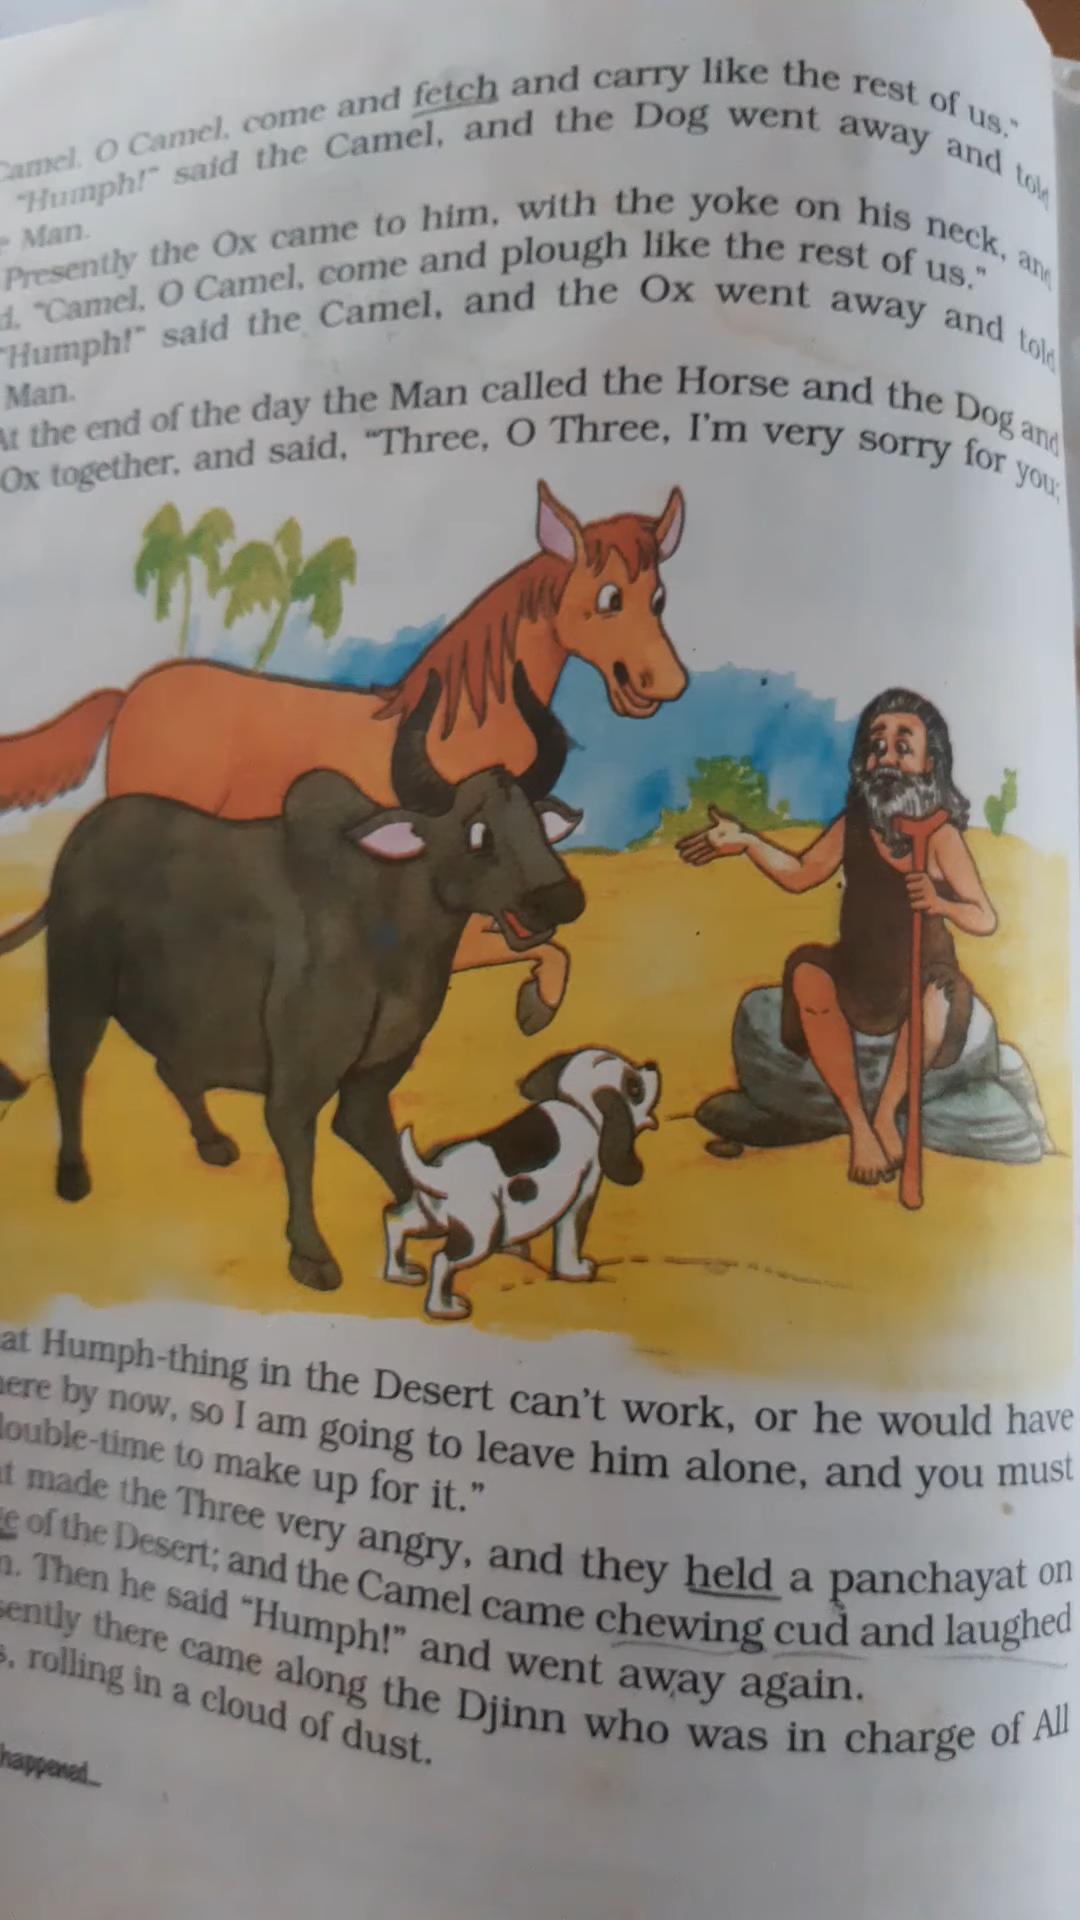 Camel, O Camel, come and fetch and carry like the rest of us."
"Humph!" said the Camel, and the Dog went away and told
Man.
Presently the Ox came to him, with the yoke on his neck, and
"Camel, O Camel, come and plough like the rest of us."
"Humph!" said the Camel, and the Ox went away and told
Man.
At the end of the day the Man called the Horse and the Dog and
Ox together, and said, "Three, O Three, I'm very sorry for you;
at Humph-thing in the Desert can't work, or he would have
ere by now, so I am going to leave him alone, and you must
double-time to make up for it."
at made the Three very angry, and they held a panchayat on
e of the Desert; and the Camel came chewing cud and laughed
n. Then he said "Humph!" and went away again.
sently there came along the Djinn who was in charge of All
s, rolling in a cloud of dust.
happened...